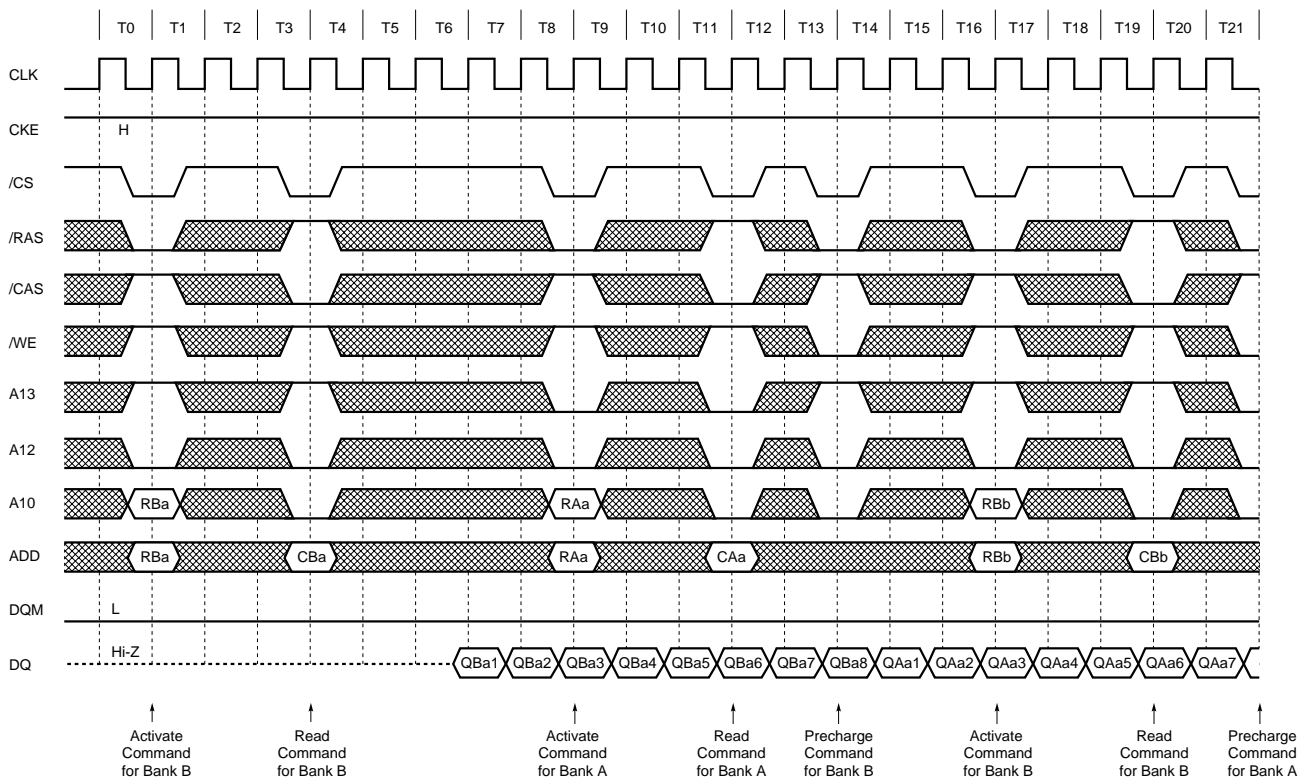 T0 T1 T2 T3 T4 T5 T6 T7 T8 T9 T10 T11 T12 T13 T14 T15 T16 T17 T18 T19 T20 T21
CLK
CKE H
/CS
/RAS
/CAS
/WE
A13
A12
A10 RBa RAa RBb
ADD RBa CBa RAa CAa RBb CBb
DQM L
DQ Hi-Z QBa1 QBa2 QBa3 QBa4 QBa5 QBa6 QBa7 QBa8 QAa1 QAa2 QAa3 QAa4 QAa5 QAa6 QAa7
Activate
Command
for Bank B
Read
Command
for Bank B
Activate
Command
for Bank A
Read
Command
for Bank A
Precharge
Command
for Bank B
Activate
Command
for Bank B
Read
Command
for Bank B
Precharge
Command
for Bank A